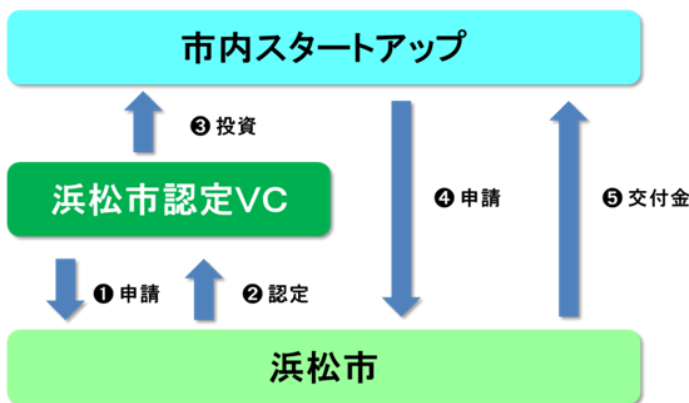 市内スタートアップ
❸投資
浜松市認定VC
❹申請
❺交付金
❶申請
❷認定
浜松市